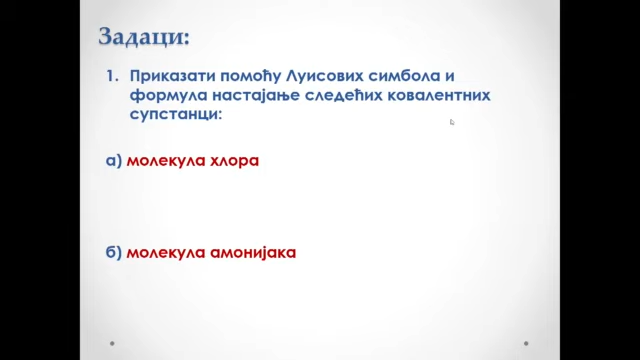 Задаци:
1. Приказати помоћу Луисових симбола и
формула настајање следећих ковалентних
супстанци:
а) молекула хлора
б) молекула амонијака